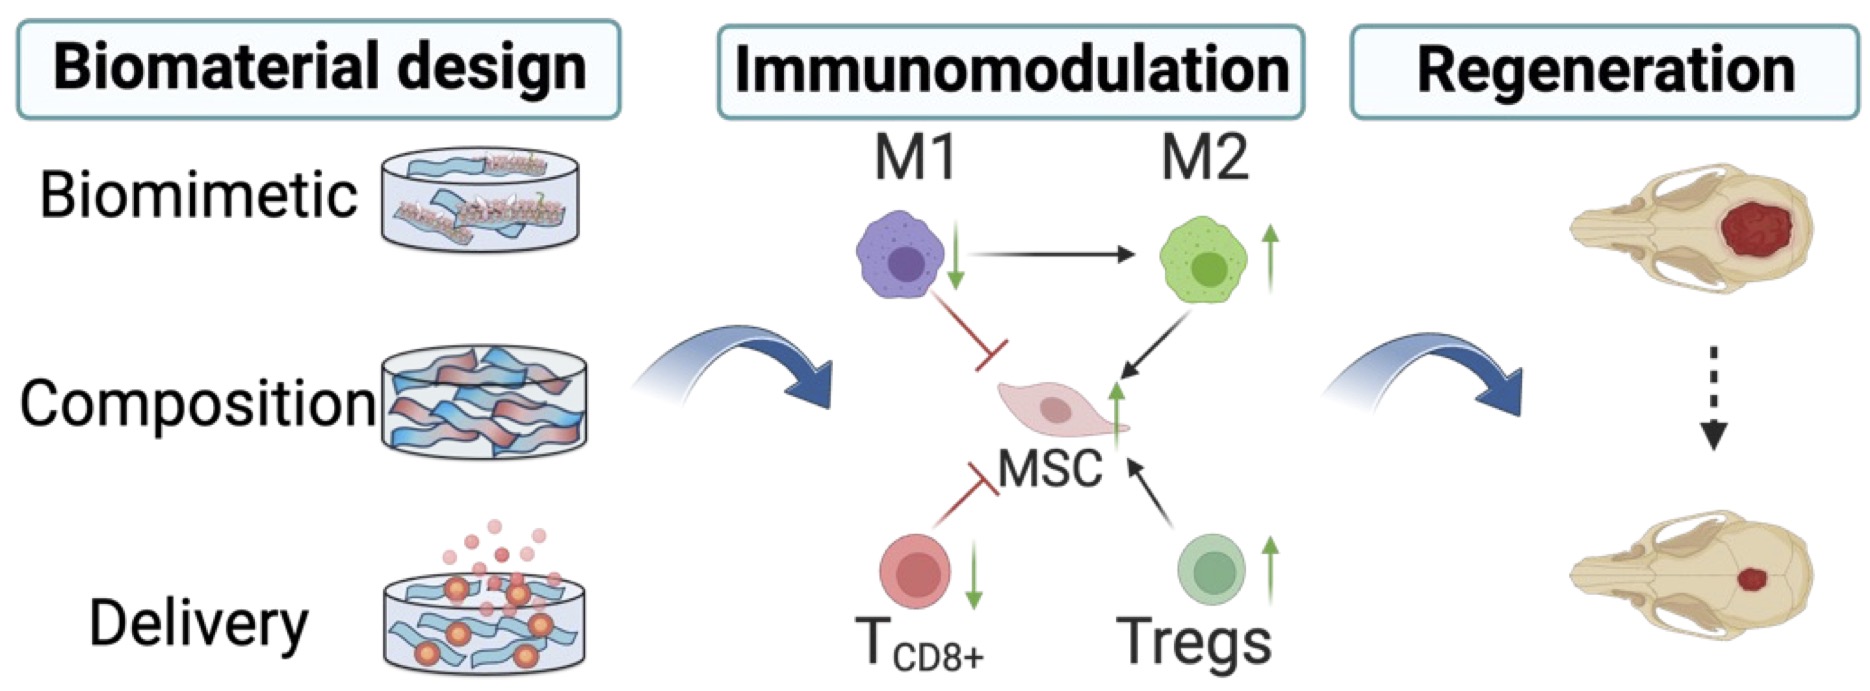 Biomaterial design
Biomimetic
Composition
Delivery
Immunomodulation
M1 M2
MSC
TCD8+ Tregs
Regeneration